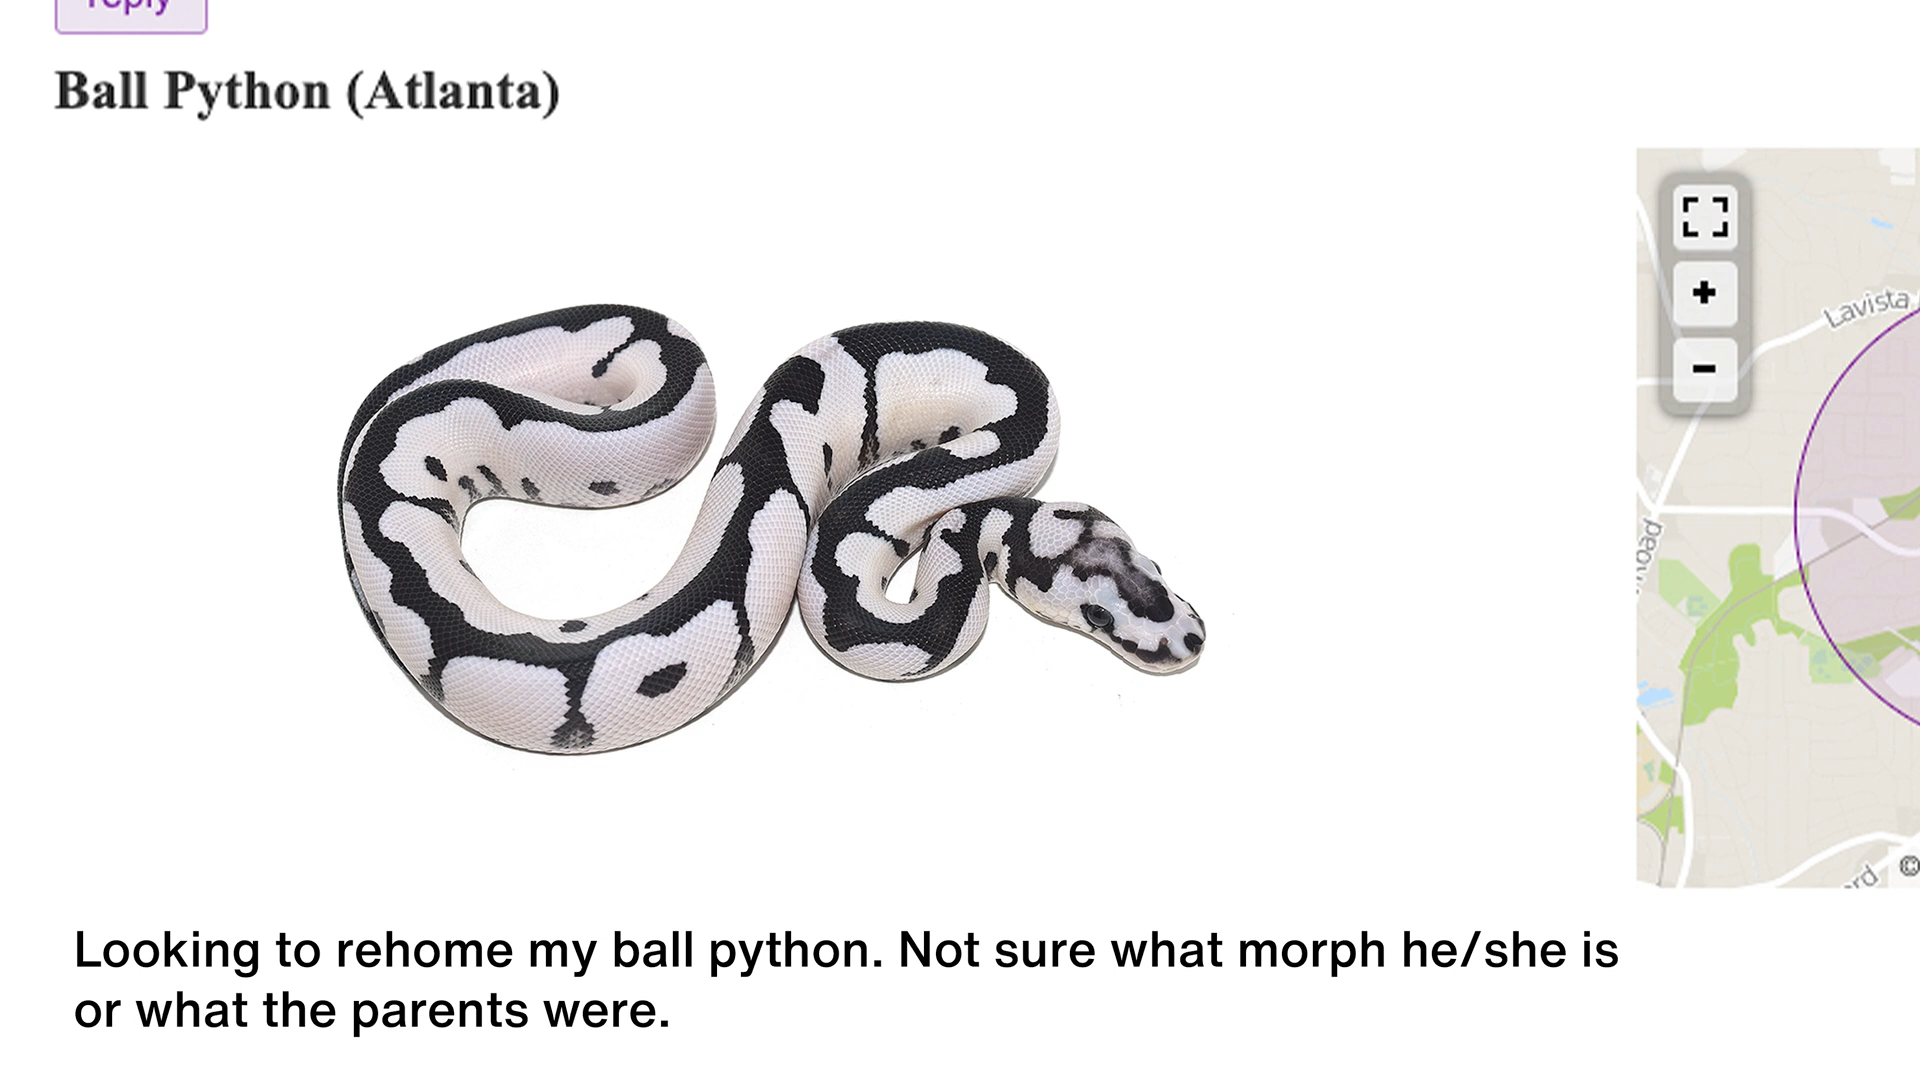 reply
Ball Python (Atlanta)
+
-
Lavista
©
Looking to rehome my ball python. Not sure what morph he/she is
or what the parents were.